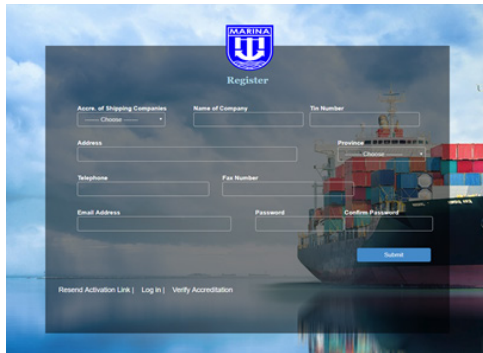 MARINA
Register
Accre. of Shipping Companies Name of Company Tin Number
------ Choose ------
Address Province
------ Choose ------
Telephone Fax Number
Email Address Password Confirm Password
Submit
Resend Activation Link | Log in | Verify Accreditation